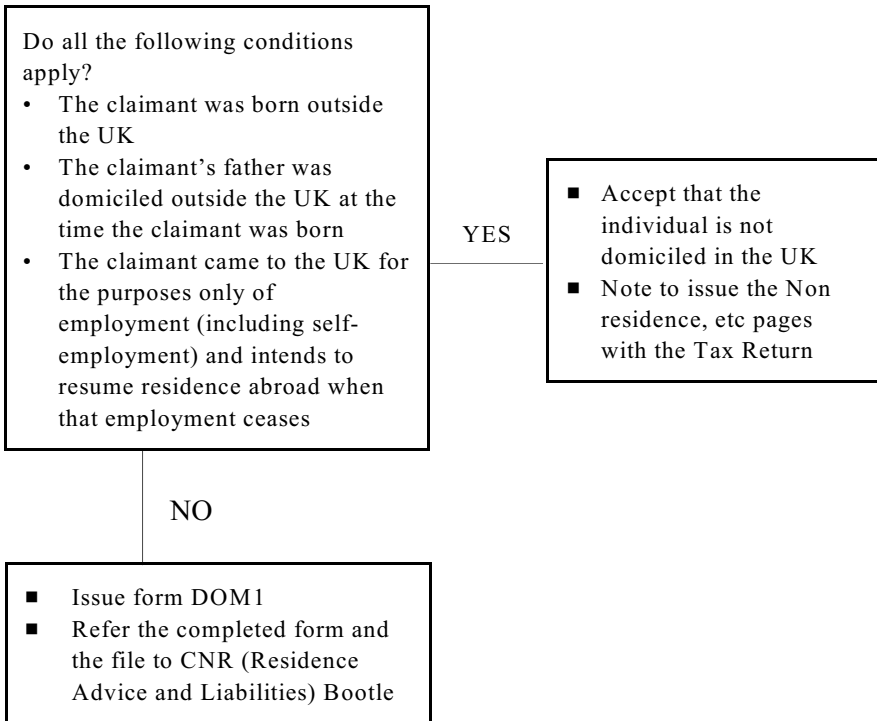 Do all the following conditions
apply?
• The claimant was born outside
the UK
• The claimant's father was
domiciled outside the UK at the
time the claimant was born
• The claimant came to the UK for
the purposes only of
employment (including self-
employment) and intends to
resume residence abroad when
that employment ceases
YES
■ Accept that the
individual is not
domiciled in the UK
■ Note to issue the Non
residence, etc pages
with the Tax Return
NO
■ Issue form DOM1
■ Refer the completed form and
the file to CNR (Residence
Advice and Liabilities) Bootle